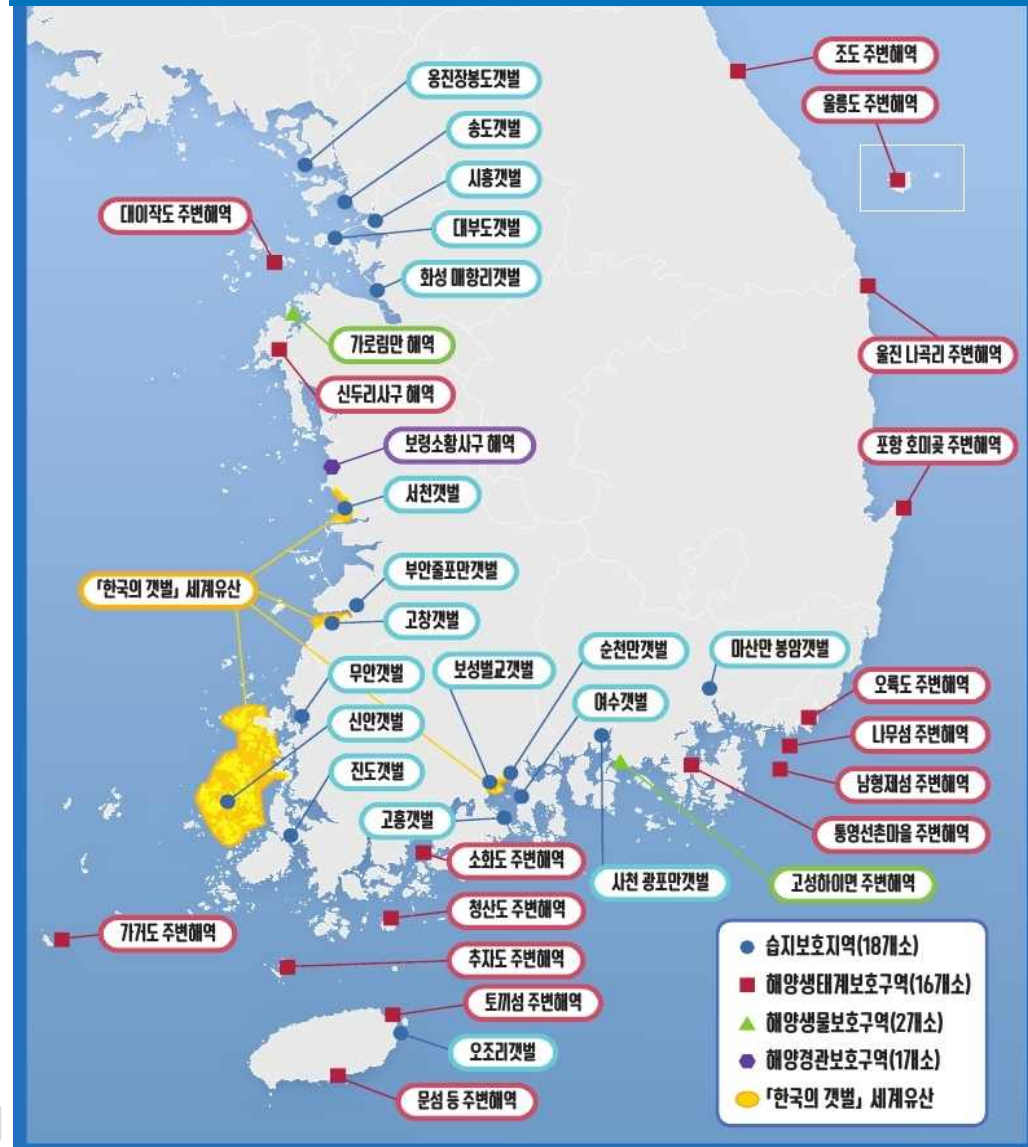 조도 주변해역
옹진장봉도갯벌
울릉도 주변해역
송도갯벌
시흥갯벌
대이작도 주변해역
대부도갯벌
화성 매향리갯벌
가로림만 해역
울진 나곡리 주변해역
신두리사구 해역
보령소황사구 해역
포항 호미곶 주변해역
서천갯벌
부안줄포만갯벌
「한국의 갯벌」 세계유산
고창갯벌
순천만갯벌
마산만 봉암갯벌
무안갯벌
보성벌교갯벌
오륙도 주변해역
여수갯벌
신안갯벌
나무섬 주변해역
진도갯벌
남형제섬 주변해역
고흥갯벌
통영선촌마을 주변해역
소화도 주변해역
사천 광포만갯벌
고성하이면 주변해역
청산도 주변해역
가거도 주변해역
추자도 주변해역
토끼섬 주변해역
오조리갯벌
문섬 등 주변해역
습지보호지역(18개소)
해양생태계보호구역(16개소)
해양생물보호구역(2개소)
해양경관보호구역(1개소)
「한국의 갯벌」 세계유산